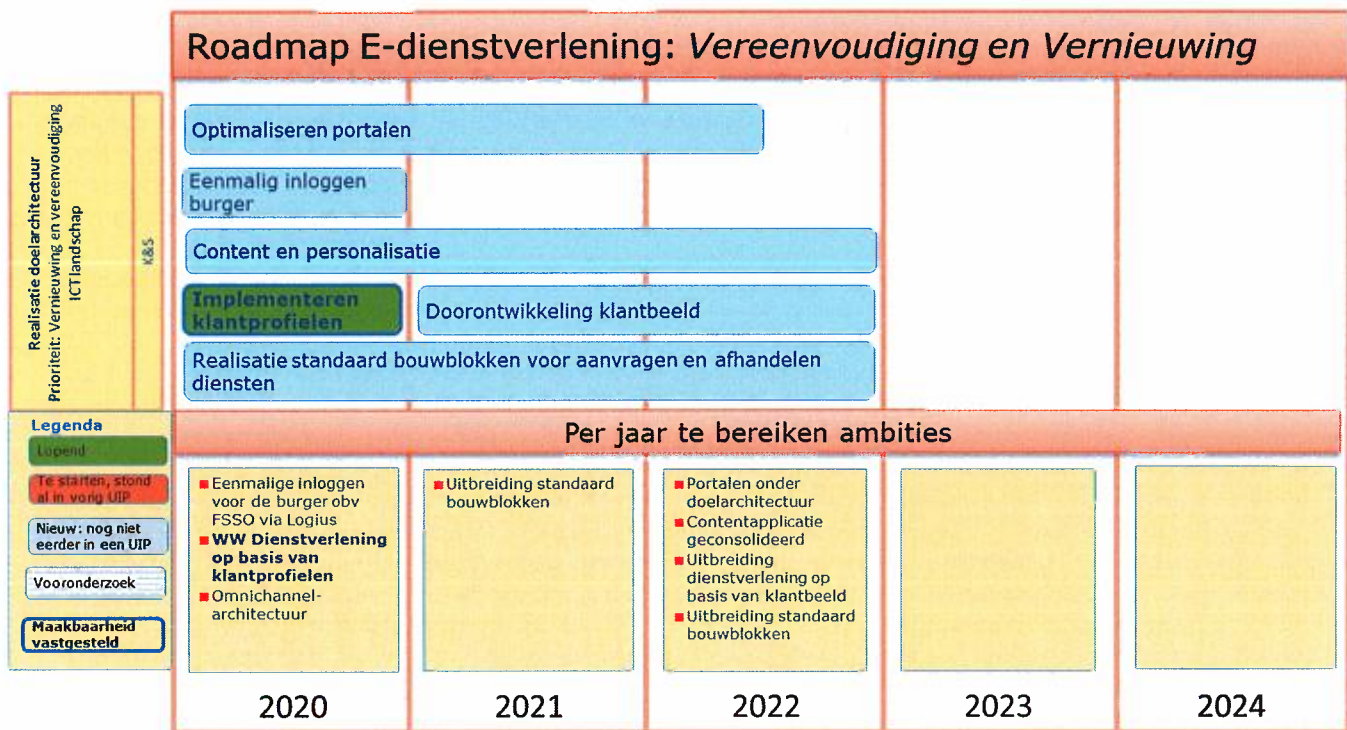 Roadmap E-dienstverlening: Vereenvoudiging en Vernieuwing
Realisatie doelarchitectuur
Prioriteit: Vernieuwing en vereenvoudiging
ICT landschap
K&S
Optimaliseren portalen
Eenmalig inloggen
burger
Content en personalisatie
Implementeren
klantprofielen
Doorontwikkeling klantbeeld
Realisatie standaard bouwblokken voor aanvragen en afhandelen
diensten
Legenda
Lopend
Te starten, stond
al in vorig UIP
Nieuw: nog niet
eerder in een UIP
Vooronderzoek
Maakbaarheid
vastgesteld
Per jaar te bereiken ambities
Eenmalige inloggen
voor de burger obv
FSSO via Logius
WW Dienstverlening
op basis van
klantprofielen
Omnichannel-
architectuur
Uitbreiding standaard
bouwblokken
Portalen onder
doelarchitectuur
Contentapplicatie
geconsolideerd
Uitbreiding
dienstverlening op
basis van klantbeeld
Uitbreiding standaard
bouwblokken
2020
2021
2022
2023
2024